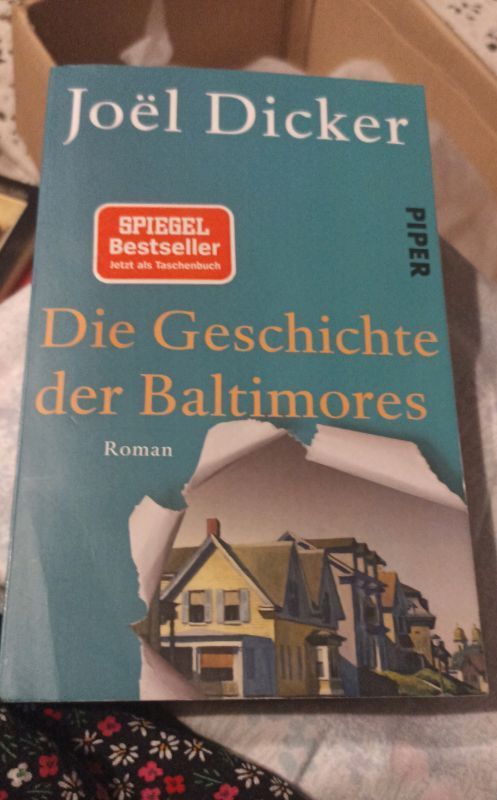 Joël Dicker
SPIEGEL
Bestseller
Jetzt als Taschenbuch
PIPER
Die Geschichte
der Baltimores
Roman